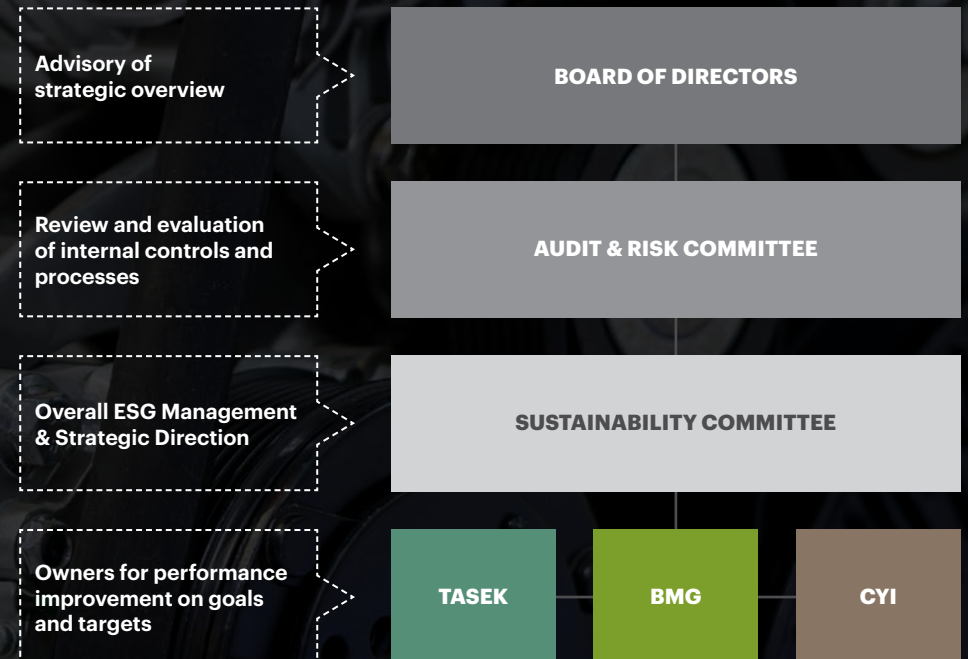 Advisory of
strategic overview
BOARD OF DIRECTORS
Review and evaluation
of internal controls and
processes
AUDIT & RISK COMMITTEE
Overall ESG Management
& Strategic Direction
SUSTAINABILITY COMMITTEE
Owners for performance
improvement on goals
and targets
TASEK
BMG
CYI